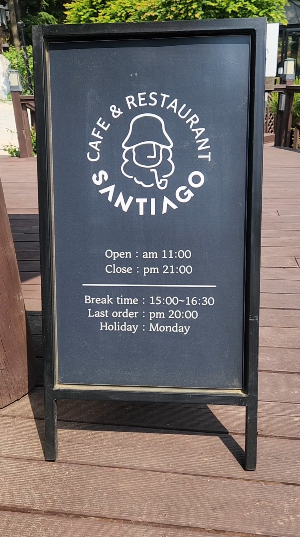 CAFE & RESTAURANT
SANTIAGO
Open : am 11:00
Close : pm 21:00
Break time : 15:00~16:30
Last order : pm 20:00
Holiday : Monday